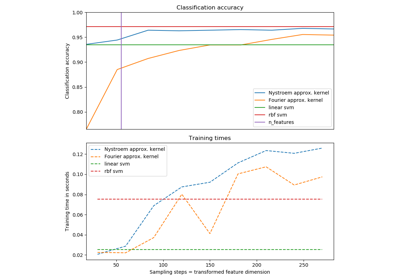 Classification accuracy
1.00
0.95
0.90
0.85
0.80
Classification accuracy
Nystroem approx. kernel
Fourier approx. kernel
linear svm
rbf svm
n_features
Training times
0.12
0.10
0.08
0.06
0.04
0.02
Training time in seconds
Nystroem approx. kernel
Fourier approx. kernel
linear svm
rbf svm
50
100
150
200
250
Sampling steps = transformed feature dimension